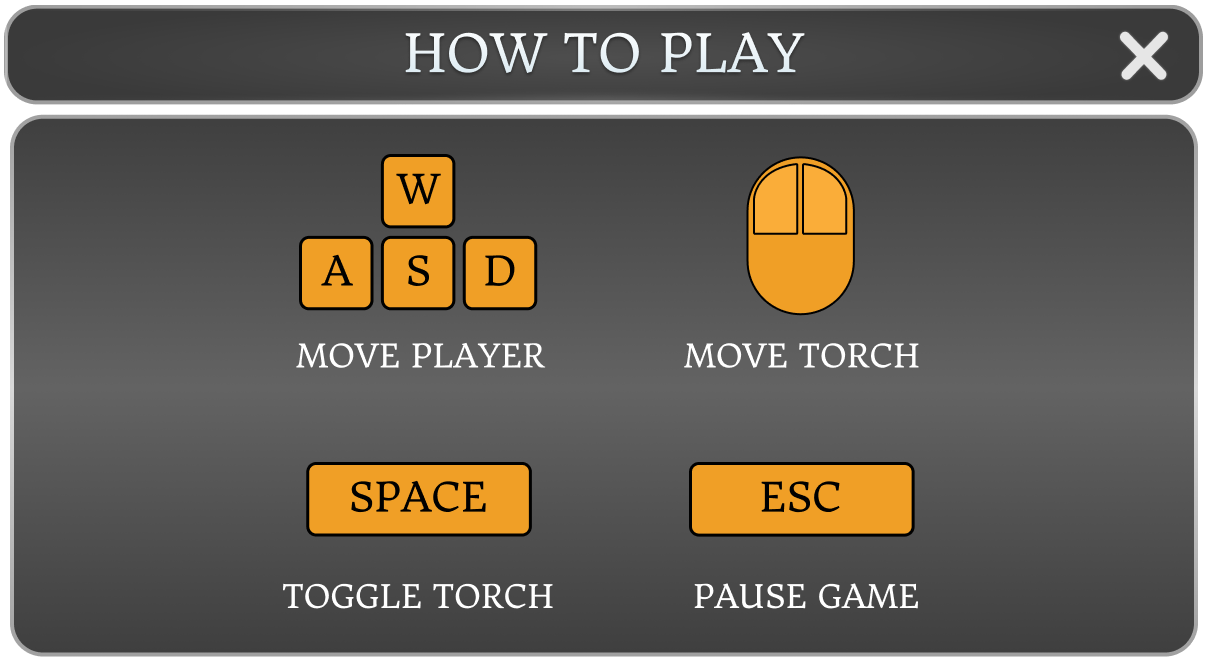 HOW TO PLAY
W
A S D
MOVE PLAYER
MOVE TORCH
SPACE
ESC
TOGGLE TORCH
PAUSE GAME